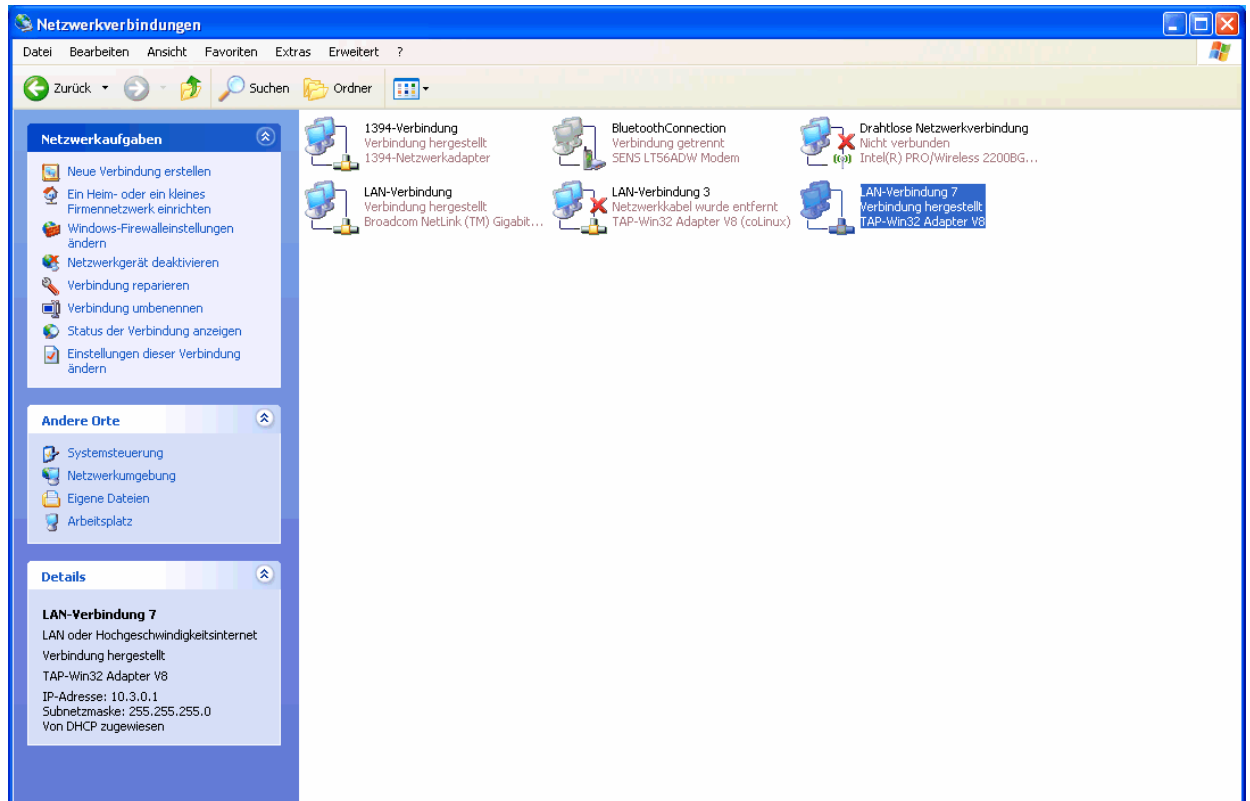 Netzwerkverbindungen
Datei Bearbeiten Ansicht Favoriten Extras Erweitert ?
Zurück Suchen Ordner
Netzwerkaufgaben
Neue Verbindung erstellen
Ein Heim- oder ein kleines
Firmennetzwerk einrichten
Windows-Firewalleinstellungen
ändern
Netzwerkgerät deaktivieren
Verbindung reparieren
Verbindung umbenennen
Status der Verbindung anzeigen
Einstellungen dieser Verbindung
ändern
Andere Orte
Systemsteuerung
Netzwerkumgebung
Eigene Dateien
Arbeitsplatz
Details
LAN-Verbindung 7
LAN oder Hochgeschwindigkeitsinternet
Verbindung hergestellt
TAP-Win32 Adapter V8
IP-Adresse: 10.3.0.1
Subnetzmaske: 255.255.255.0
Von DHCP zugewiesen
1394-Verbindung
Verbindung hergestellt
1394-Netzwerkadapter
BluetoothConnection
Verbindung getrennt
SENS LT56ADW Modem
Drahtlose Netzwerkverbindung
Nicht verbunden
Intel(R) PRO/Wireless 2200BG...
LAN-Verbindung
Verbindung hergestellt
Broadcom NetLink (TM) Gigabit...
LAN-Verbindung 3
Netzwerkkabel wurde entfernt
TAP-Win32 Adapter V8 (coLinux)
LAN-Verbindung 7
Verbindung hergestellt
TAP-Win32 Adapter V8